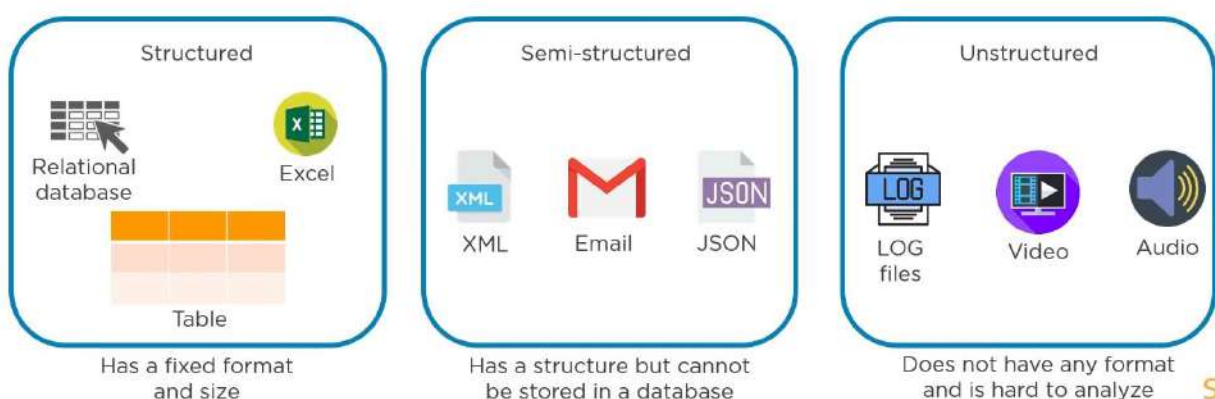 Structured
Relational
database
X
Excel
Table
Has a fixed format
and size
Semi-structured
XML
XML
Email
JSON
JSON
Has a structure but cannot
be stored in a database
Unstructured
LOG
LOG
files
Video
Audio
Does not have any format
and is hard to analyze
S